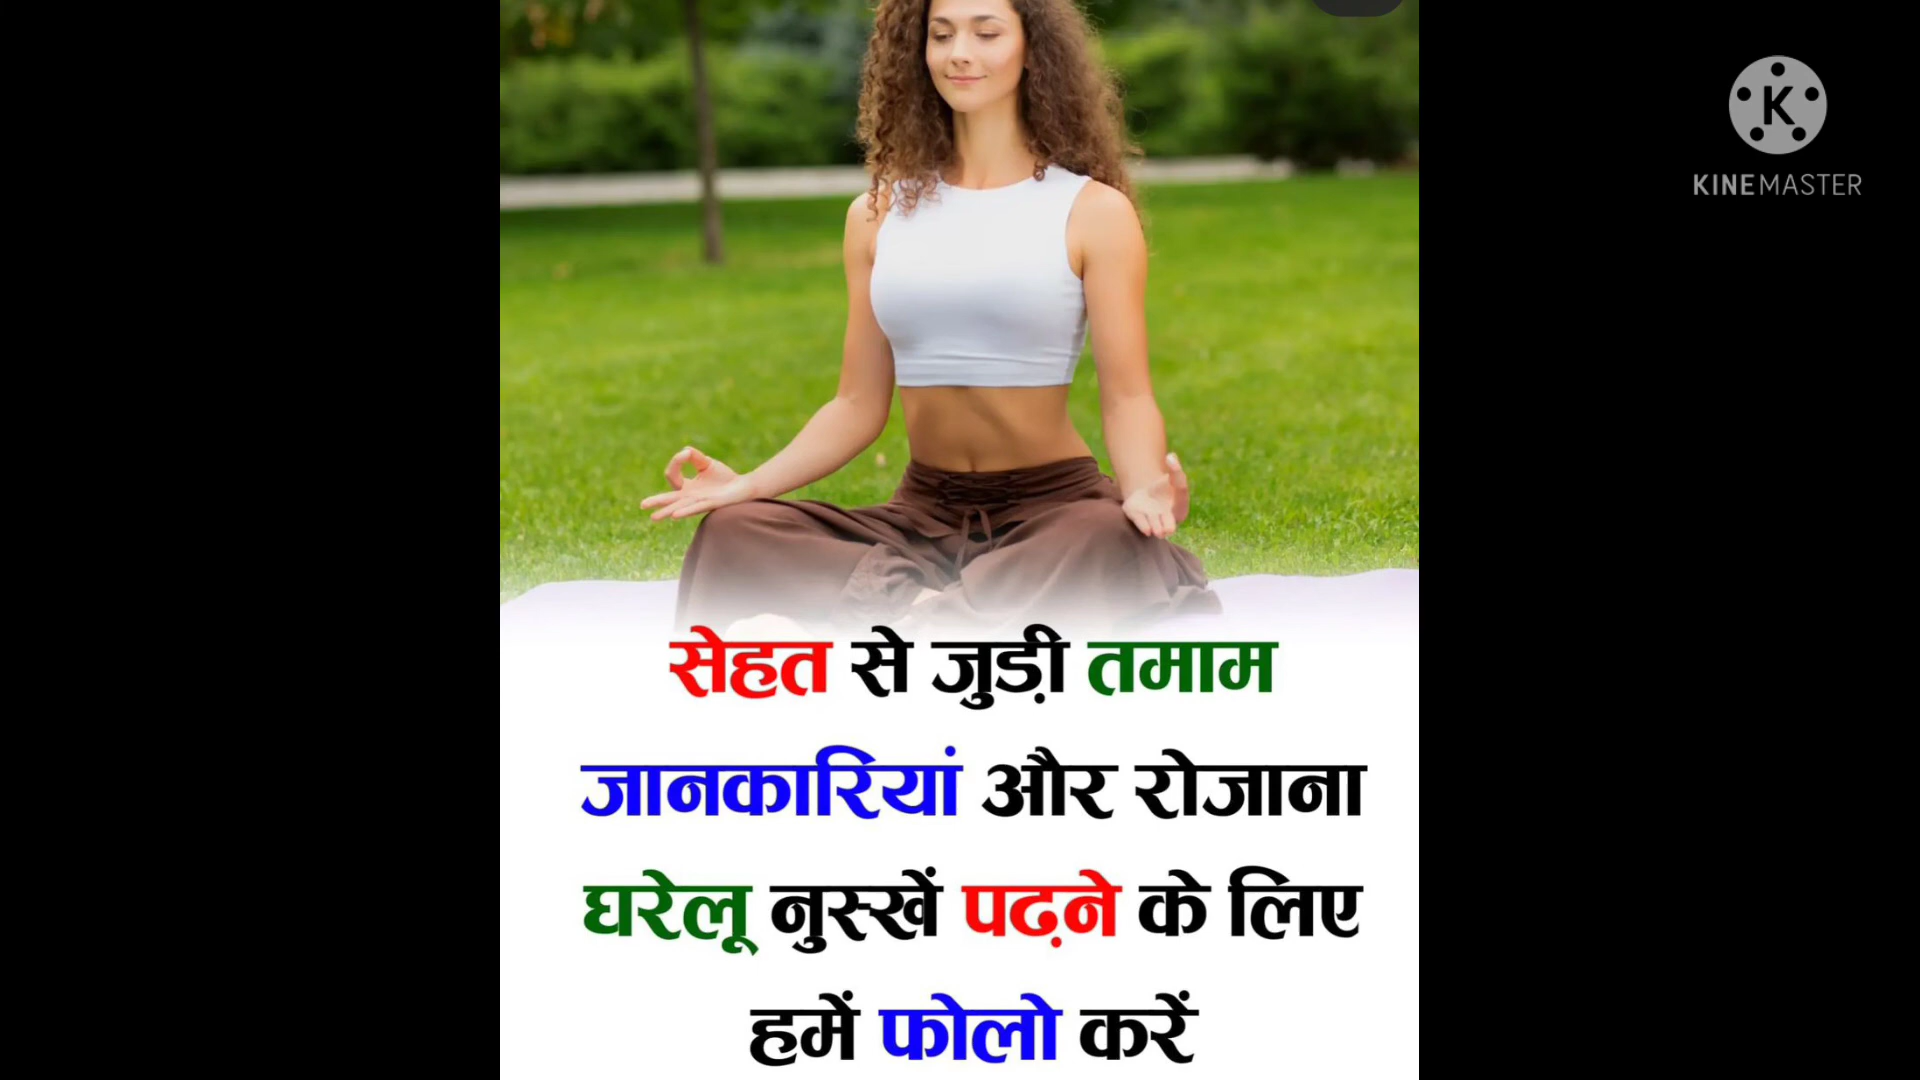 KINEMASTER
सेहत से जुड़ी तमाम
जानकारियां और रोजाना
घरेलू नुस्खें पढ़ने के लिए
हमें फोलो करें